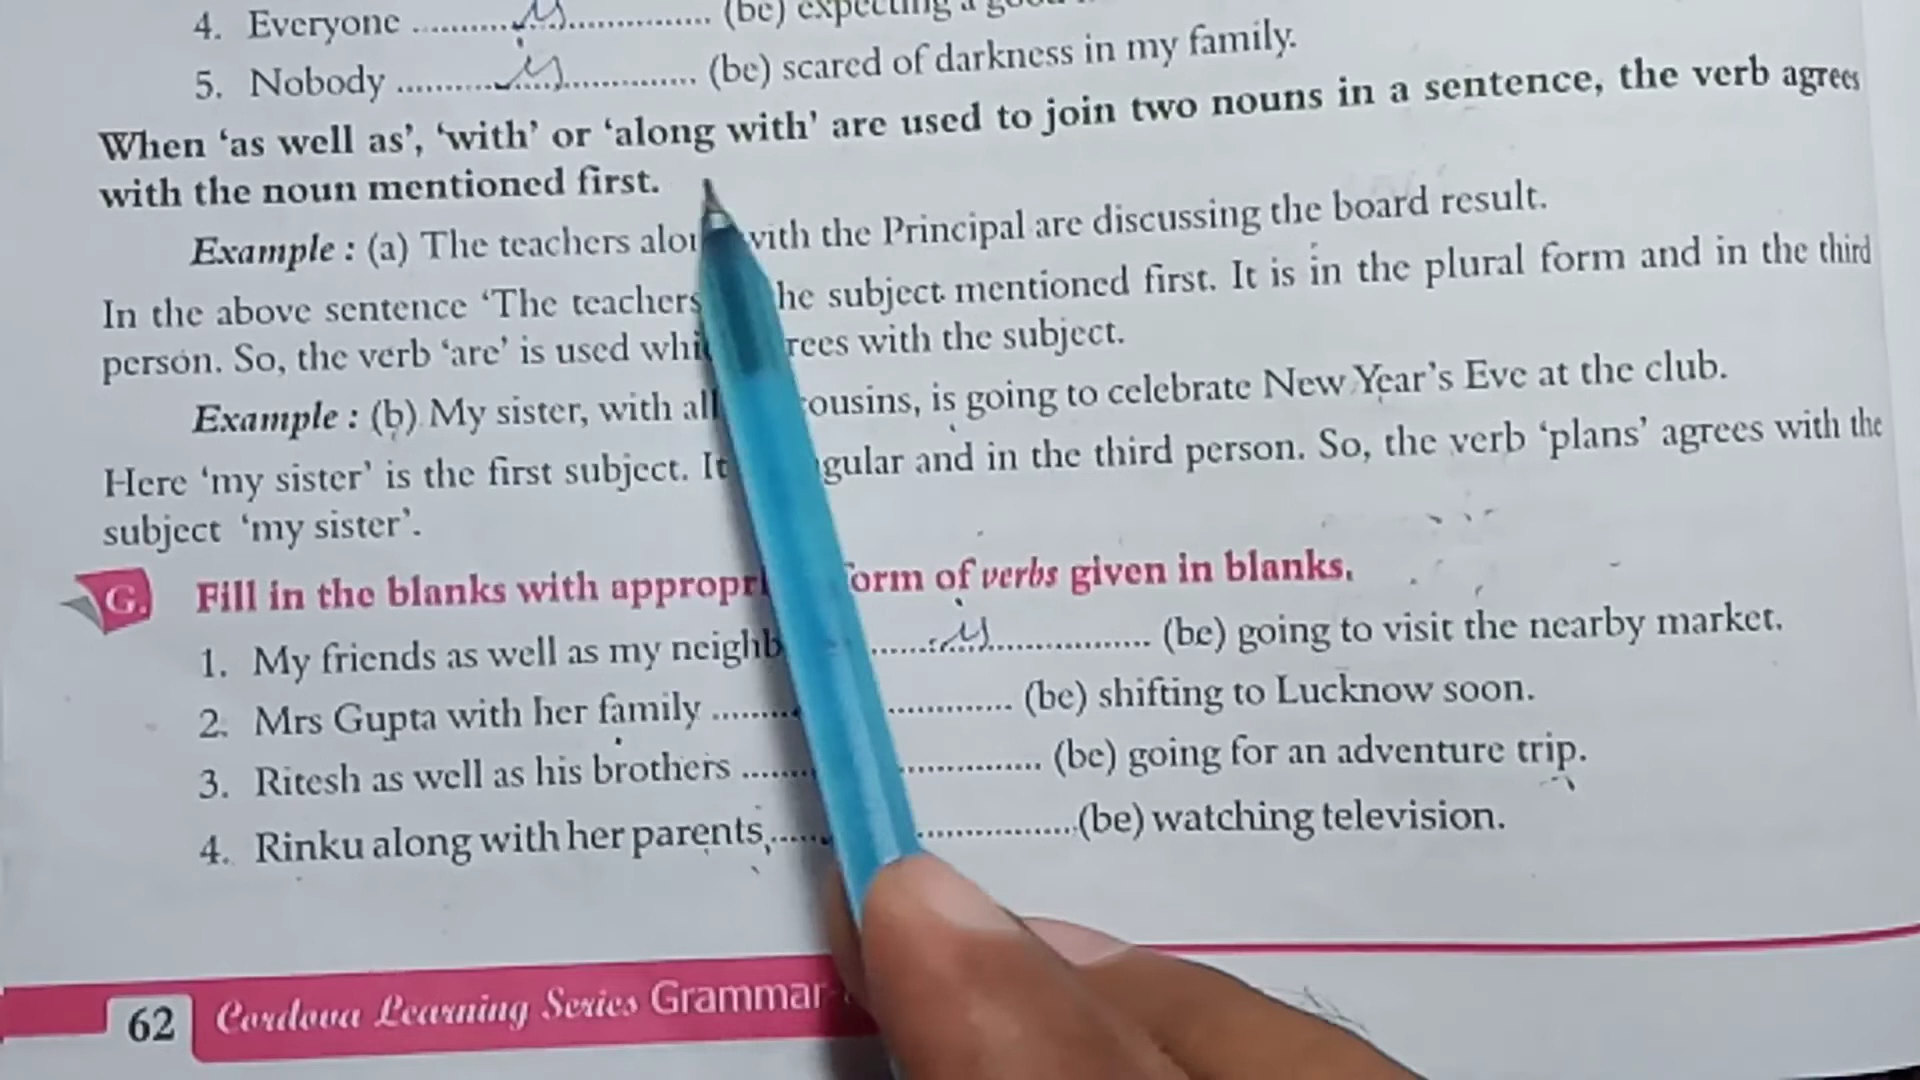 4. Everyone ........is............ (be) expecting a
5. Nobody ........is............ (be) scared of darkness in my family.
When ‘as well as’, ‘with’ or ‘along with’ are used to join two nouns in a sentence, the verb agrees
with the noun mentioned first.
Example : (a) The teachers with the Principal are discussing the board result.
In the above sentence ‘The teachers subject mentioned first. It is in the plural form and in the third
person. So, the verb ‘are’ is used with the subject.
Example : (b) My sister, with all is going to celebrate New Year’s Eve at the club.
Here ‘my sister’ is the first subject. It and in the third person. So, the verb ‘plans’ agrees with the
subject ‘my sister’.
G. Fill in the blanks with of verbs given in blanks.
1. My friends as well as my ........is............ (be) going to visit the nearby market.
2. Mrs Gupta with her family .................... (be) shifting to Lucknow soon.
3. Ritesh as well as his brothers .................... (be) going for an adventure trip.
4. Rinku along with her parents, .................... (be) watching television.
62 Cordova Learning Series Grammar